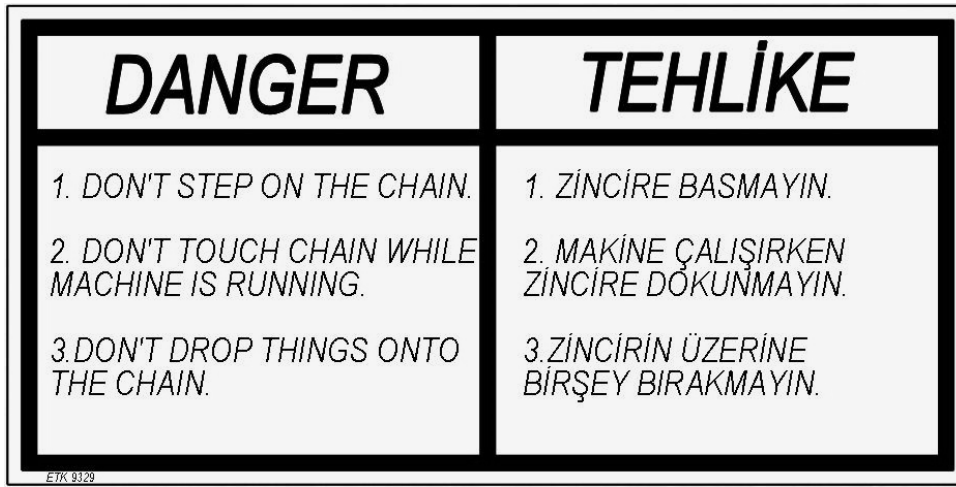 DANGER
1. DON'T STEP ON THE CHAIN.
2. DON'T TOUCH CHAIN WHILE
MACHINE IS RUNNING.
3.DON'T DROP THINGS ONTO
THE CHAIN.
TEHLİKE
1. ZİNCİRE BASMAYIN.
2. MAKİNE ÇALIŞIRKEN
ZİNCİRE DOKUNMAYIN.
3.ZİNCİRİN ÜZERİNE
BİRŞEY BIRAKMAYIN.
ETK 9329